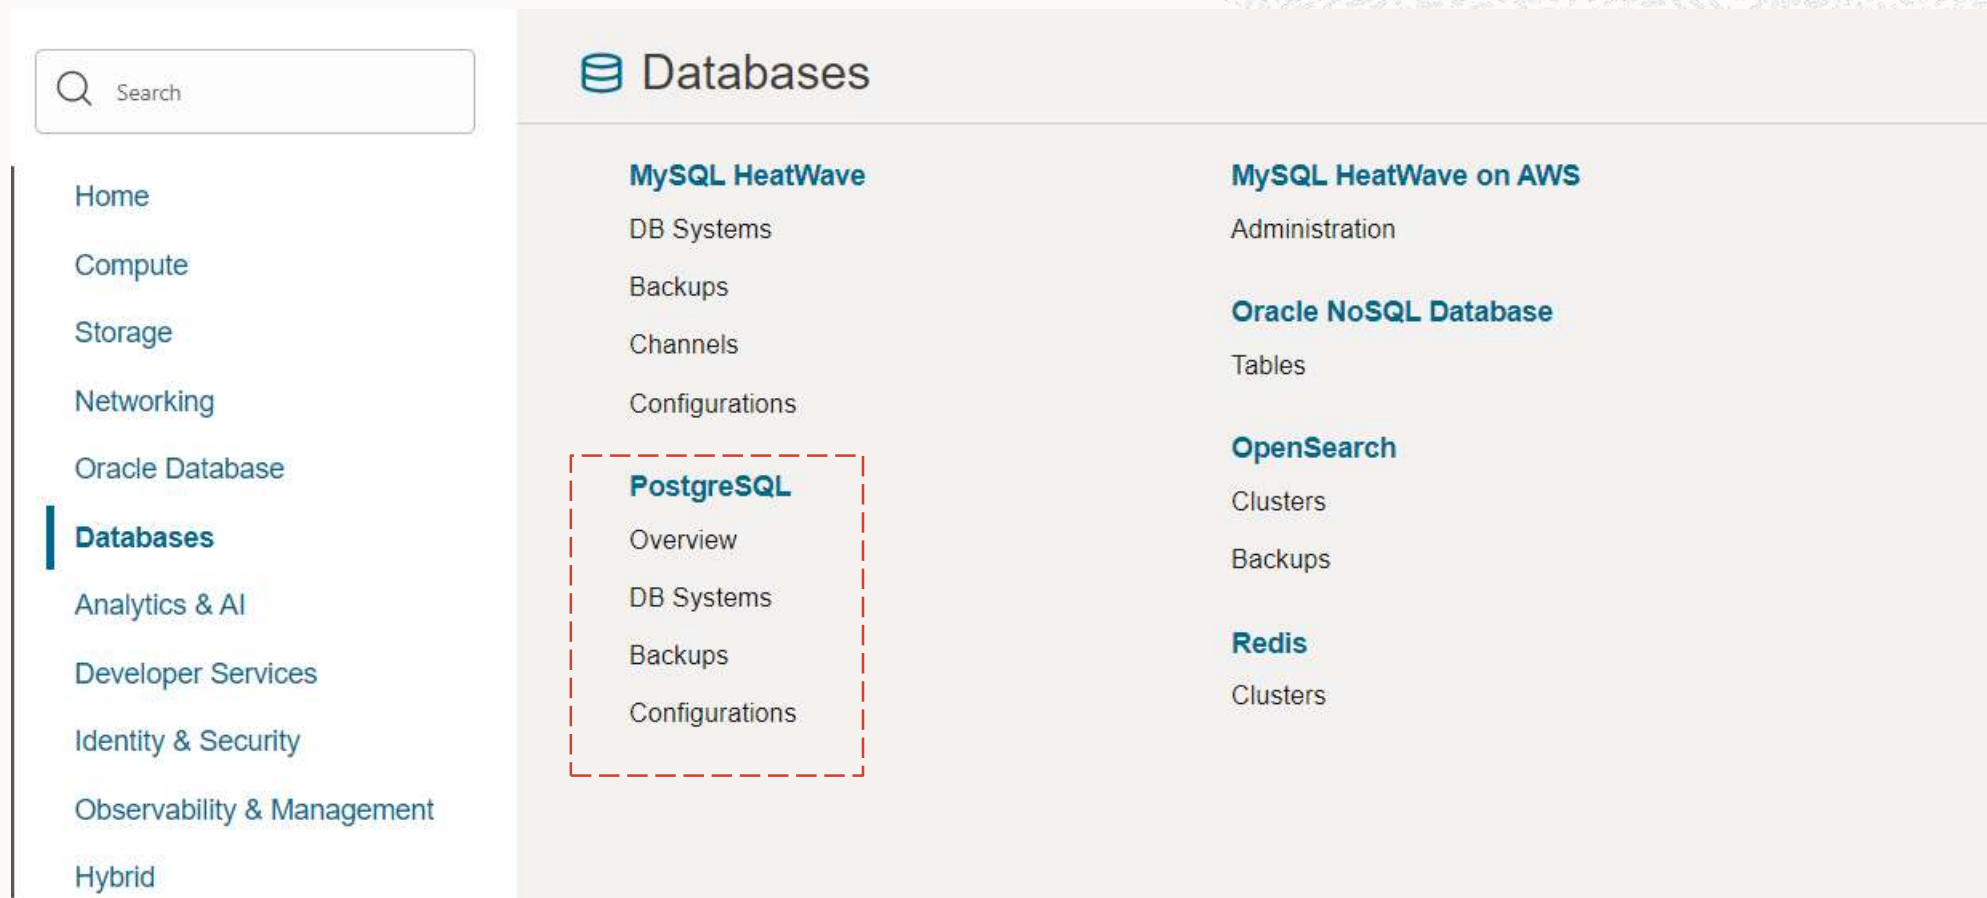 Search
Home
Compute
Storage
Networking
Oracle Database
Databases
Analytics & AI
Developer Services
Identity & Security
Observability & Management
Hybrid
Databases
MySQL HeatWave
DB Systems
Backups
Channels
Configurations
PostgreSQL
Overview
DB Systems
Backups
Configurations
MySQL HeatWave on AWS
Administration
Oracle NoSQL Database
Tables
OpenSearch
Clusters
Backups
Redis
Clusters